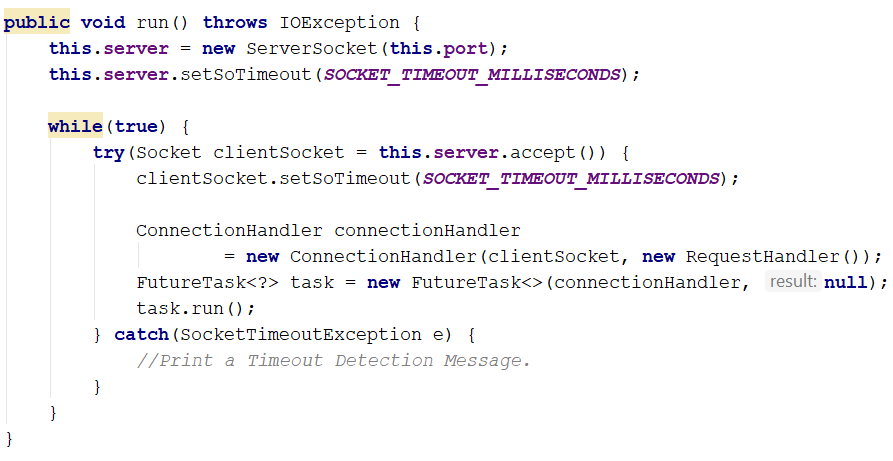 public void run() throws IOException {
    this.server = new ServerSocket(this.port);
    this.server.setSoTimeout(SOCKET_TIMEOUT_MILLISECONDS);

    while(true) {
        try(Socket clientSocket = this.server.accept()) {
            clientSocket.setSoTimeout(SOCKET_TIMEOUT_MILLISECONDS);

            ConnectionHandler connectionHandler
                    = new ConnectionHandler(clientSocket, new RequestHandler());
            FutureTask<?> task = new FutureTask<>(connectionHandler, result: null);
            task.run();
        } catch(SocketTimeoutException e) {
            //Print a Timeout Detection Message.
        }
    }
}